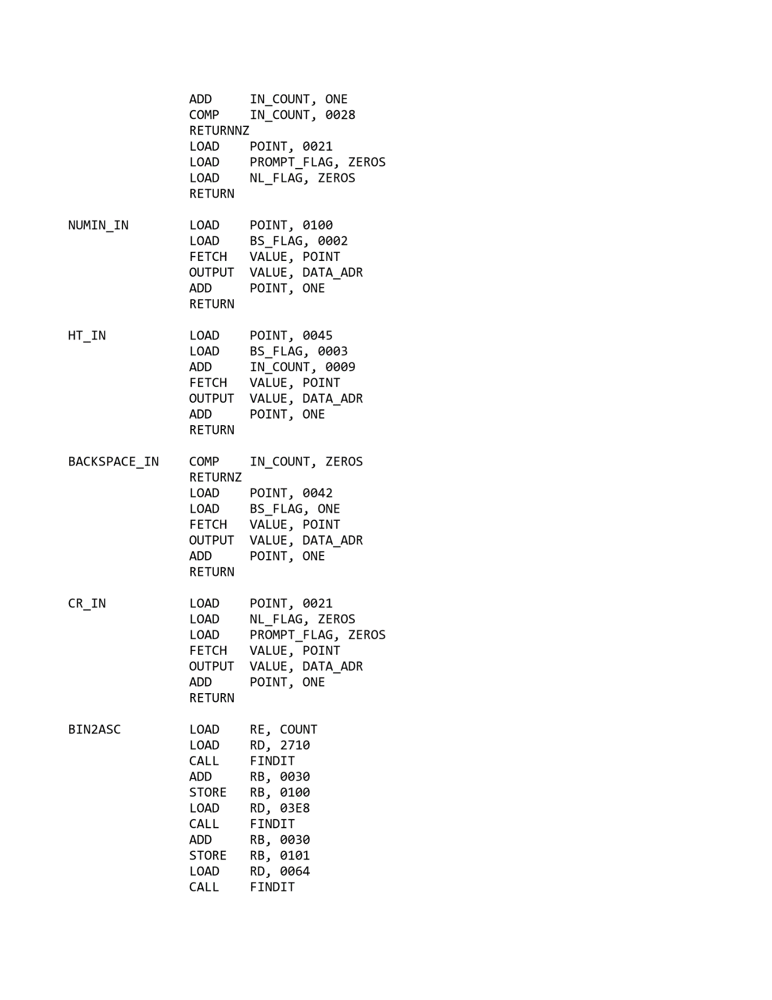 ADD IN_COUNT, ONE
COMP IN_COUNT, 0028
RETURNNZ
LOAD POINT, 0021
LOAD PROMPT_FLAG, ZEROS
LOAD NL_FLAG, ZEROS
RETURN
NUMIN_IN LOAD POINT, 0100
LOAD BS_FLAG, 0002
FETCH VALUE, POINT
OUTPUT VALUE, DATA_ADR
ADD POINT, ONE
RETURN
HT_IN LOAD POINT, 0045
LOAD BS_FLAG, 0003
ADD IN_COUNT, 0009
FETCH VALUE, POINT
OUTPUT VALUE, DATA_ADR
ADD POINT, ONE
RETURN
BACKSPACE_IN COMP IN_COUNT, ZEROS
RETURNZ
LOAD POINT, 0042
LOAD BS_FLAG, ONE
FETCH VALUE, POINT
OUTPUT VALUE, DATA_ADR
ADD POINT, ONE
RETURN
CR_IN LOAD POINT, 0021
LOAD NL_FLAG, ZEROS
LOAD PROMPT_FLAG, ZEROS
FETCH VALUE, POINT
OUTPUT VALUE, DATA_ADR
ADD POINT, ONE
RETURN
BIN2ASC LOAD RE, COUNT
LOAD RD, 2710
CALL FINDIT
ADD RB, 0030
STORE RB, 0100
LOAD RD, 03E8
CALL FINDIT
ADD RB, 0030
STORE RB, 0101
LOAD RD, 0064
CALL FINDIT